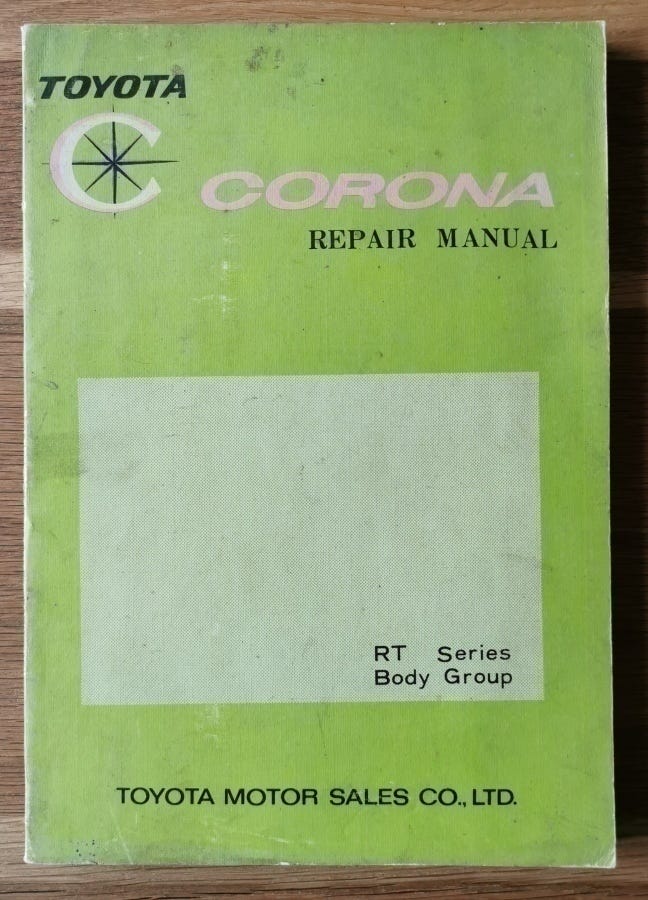 TOYOTA
C CORONA
REPAIR MANUAL
RT Series
Body Group
TOYOTA MOTOR SALES CO., LTD.